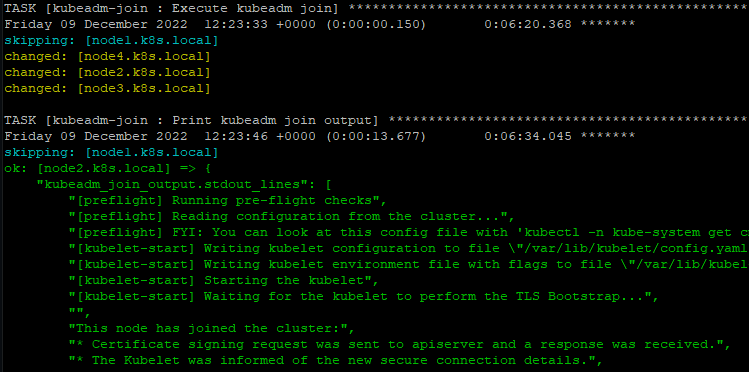 TASK [kubeadm-join : Execute kubeadm join] **************************************************
Friday 09 December 2022  12:23:33 +0000 (0:00:00.150)       0:06:20.368 *******
skipping: [node1.k8s.local]
changed: [node4.k8s.local]
changed: [node2.k8s.local]
changed: [node3.k8s.local]
TASK [kubeadm-join : Print kubeadm join output] *********************************************
Friday 09 December 2022  12:23:46 +0000 (0:00:13.677)       0:06:34.045 *******
skipping: [node1.k8s.local]
ok: [node2.k8s.local] => {
    "kubeadm_join_output.stdout_lines": [
        "[preflight] Running pre-flight checks",
        "[preflight] Reading configuration from the cluster...",
        "[preflight] FYI: You can look at this config file with 'kubectl -n kube-system get c
        "[kubelet-start] Writing kubelet configuration to file \"/var/lib/kubelet/config.yaml
        "[kubelet-start] Writing kubelet environment file with flags to file \"/var/lib/kubel
        "[kubelet-start] Starting the kubelet",
        "[kubelet-start] Waiting for the kubelet to perform the TLS Bootstrap...",
        "",
        "This node has joined the cluster:",
        "* Certificate signing request was sent to apiserver and a response was received.",
        "* The Kubelet was informed of the new secure connection details.",